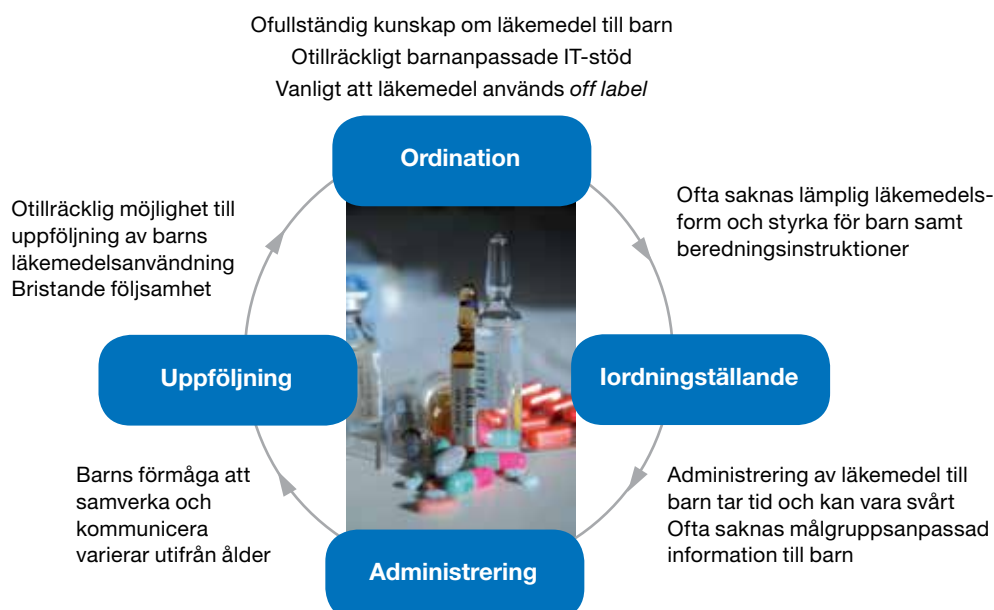 Ofullständig kunskap om läkemedel till barn
Otillräckligt barnanpassade IT-stöd
Vanligt att läkemedel används off label
Ordination
Ofta saknas lämplig läkemedels-
form och styrka för barn samt
beredningsinstruktioner
Iordningställande
Administrering av läkemedel till
barn tar tid och kan vara svårt
Ofta saknas målgruppsanpassad
information till barn
Administrering
Barns förmåga att
samverka och
kommunicera
varierar utifrån ålder
Uppföljning
Otillräcklig möjlighet till
uppföljning av barns
läkemedelsanvändning
Bristande följsamhet